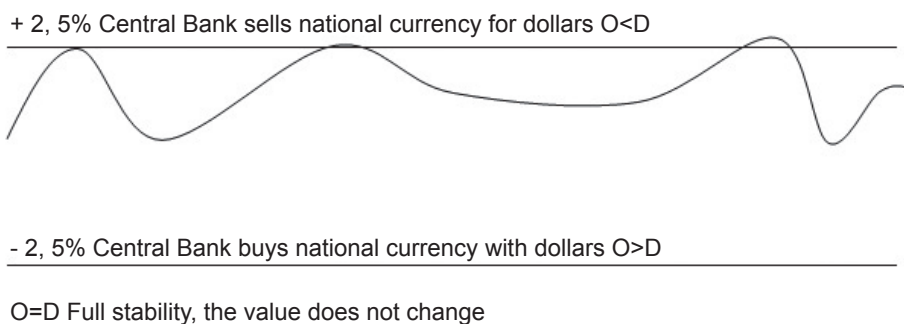 + 2, 5% Central Bank sells national currency for dollars O<D
- 2, 5% Central Bank buys national currency with dollars O>D
O=D Full stability, the value does not change